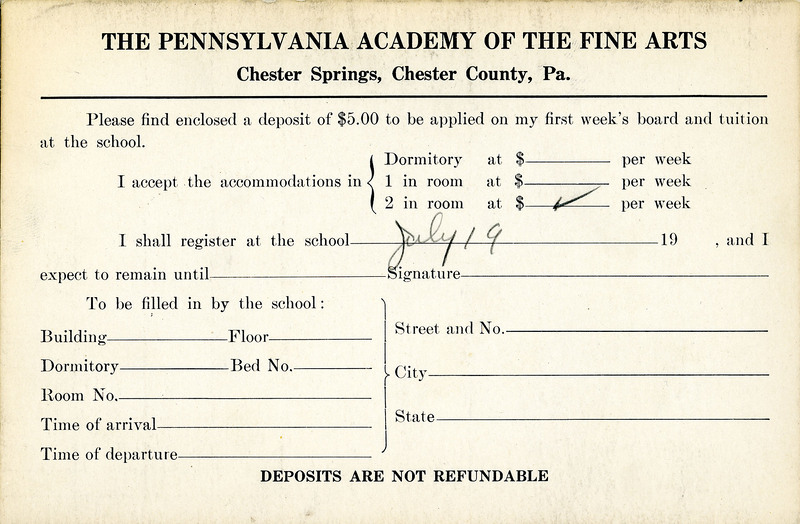 THE PENNSYLVANIA ACADEMY OF THE FINE ARTS
Chester Springs, Chester County, Pa.
Please find enclosed a deposit of $5.00 to be applied on my first week's board and tuition
at the school.
I accept the accommodations in
Dormitory at $ per week
1 in room at $ per week
2 in room at $ ✓ per week
I shall register at the school July 19 19 , and I
expect to remain until Signature
To be filled in by the school:
Building Floor
Dormitory Bed No.
Room No.
Time of arrival
Time of departure
Street and No.
City
State
DEPOSITS ARE NOT REFUNDABLE